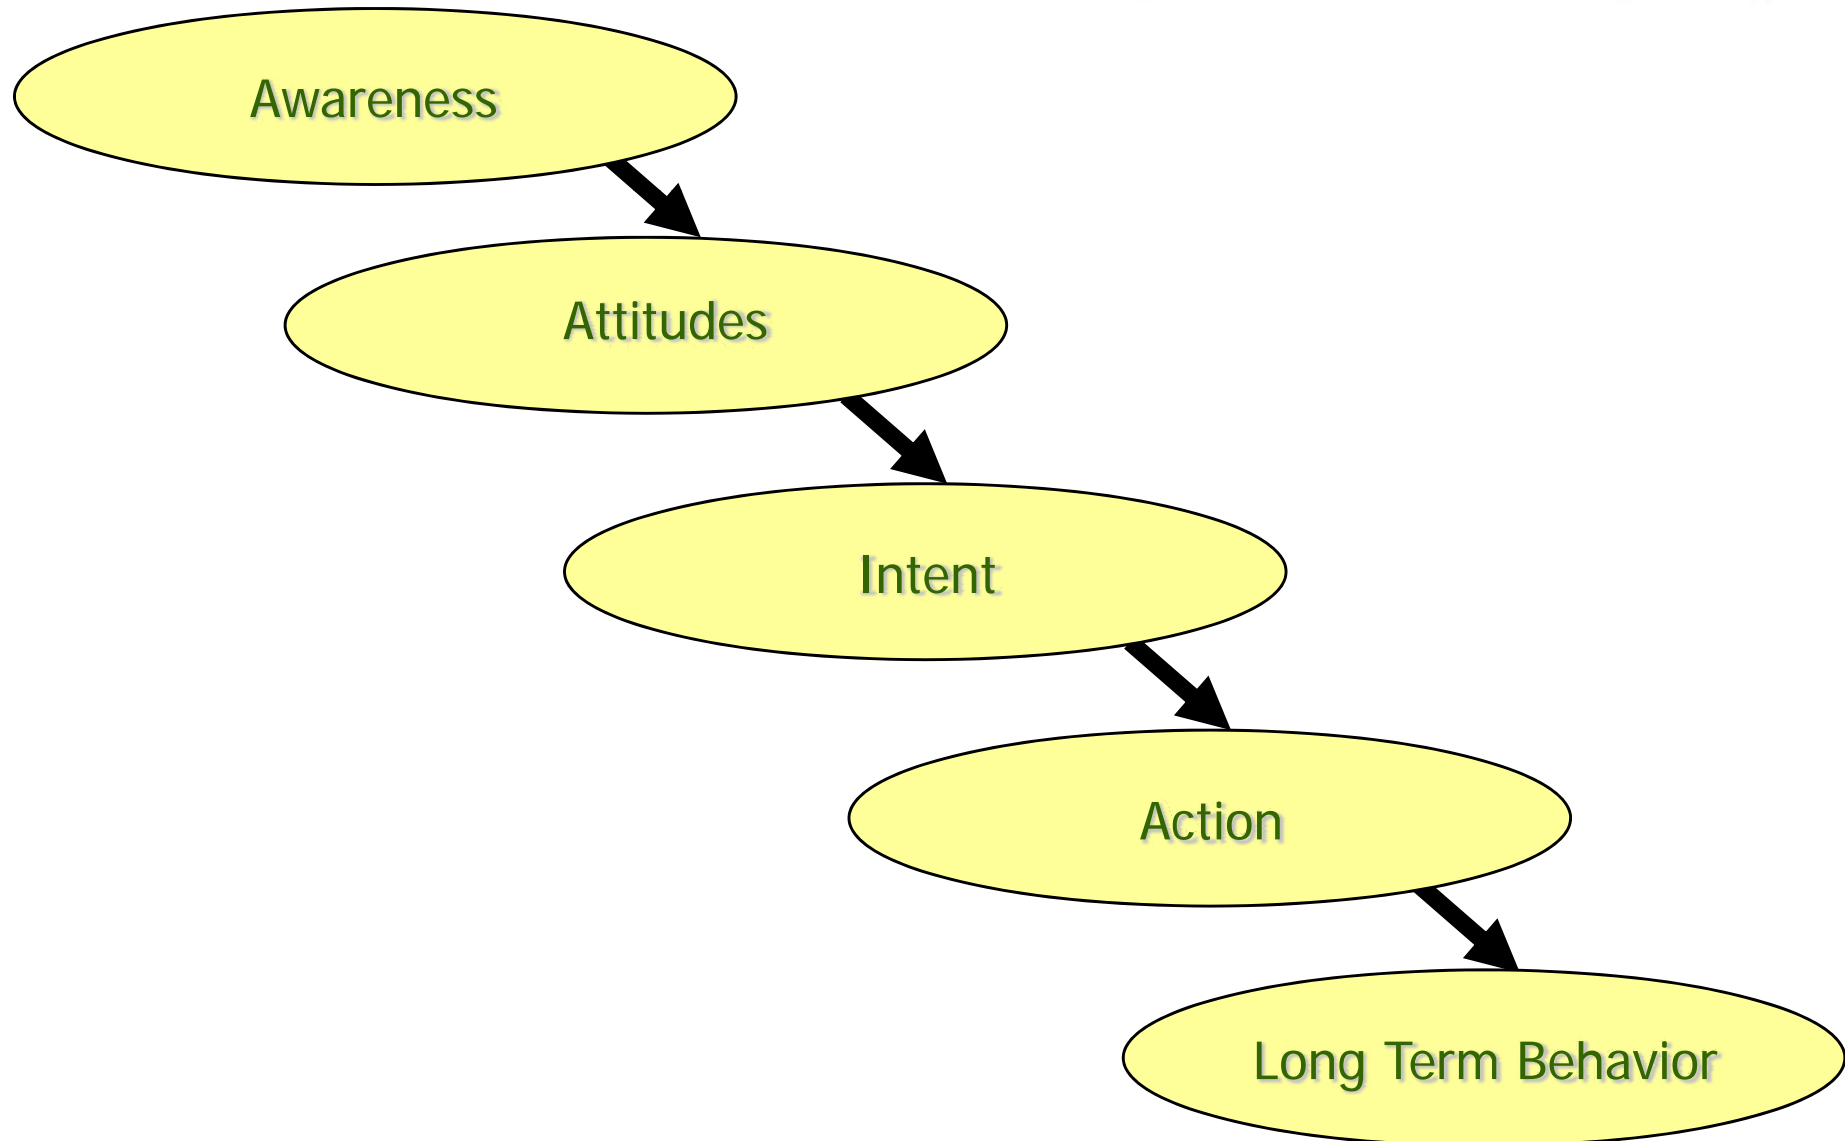 Awareness
Attitudes
Intent
Action
Long Term Behavior